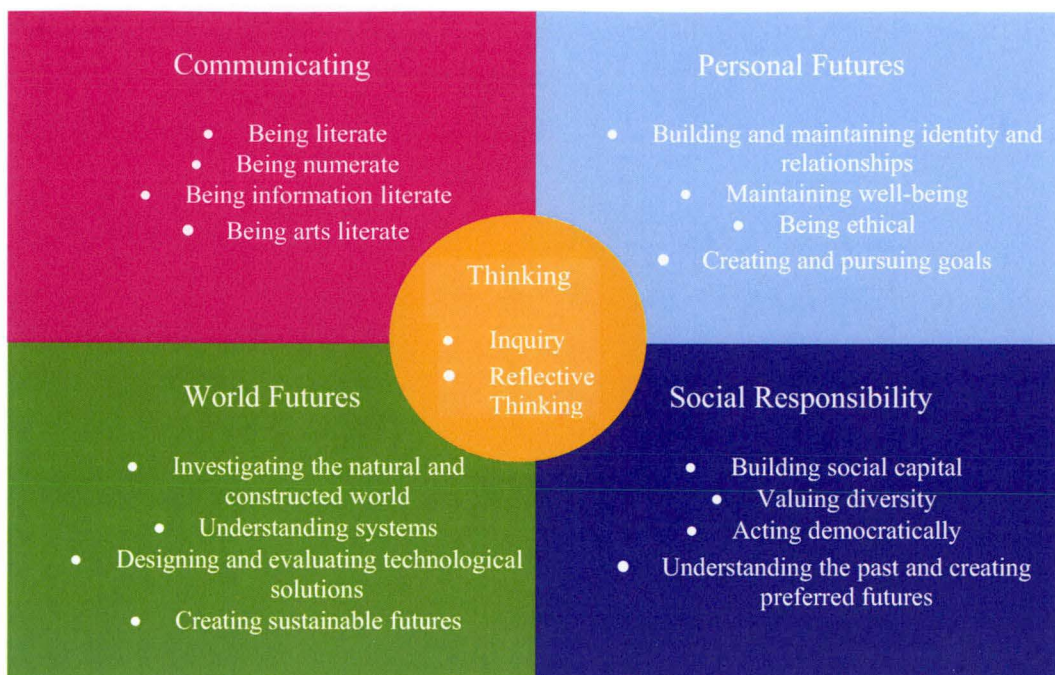 Communicating
• Being literate
• Being numerate
• Being information literate
• Being arts literate
Personal Futures
• Building and maintaining identity and
relationships
• Maintaining well-being
• Being ethical
• Creating and pursuing goals
Thinking
• Inquiry
• Reflective
Thinking
World Futures
• Investigating the natural and
constructed world
• Understanding systems
• Designing and evaluating technological
solutions
• Creating sustainable futures
Social Responsibility
• Building social capital
• Valuing diversity
• Acting democratically
• Understanding the past and creating
preferred futures